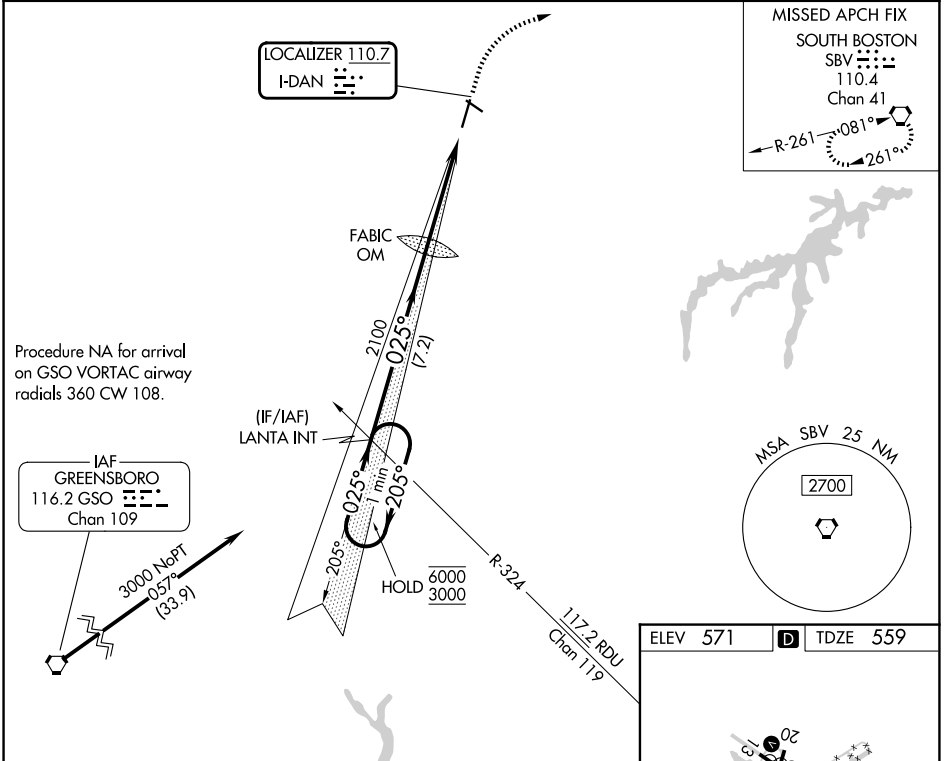 MISSED APCH FIX
SOUTH BOSTON
SBV
110.4
Chan 41
R-261
081°
261°
LOCALIZER 110.7
I-DAN
FABIC
OM
2100
025°
(7.2)
Procedure NA for arrival
on GSO VORTAC airway
radials 360 CW 108.
(IF/IAF)
LANTA INT
IAF
GREENSBORO
116.2 GSO
Chan 109
3000 NoPT
057°
(33.9)
025°
1 min
205°
205°
HOLD
6000
3000
R-324
117.2 RDU
Chan 119
MSA SBV 25 NM
2700
ELEV 571
D
TDZE 559
13
V
20